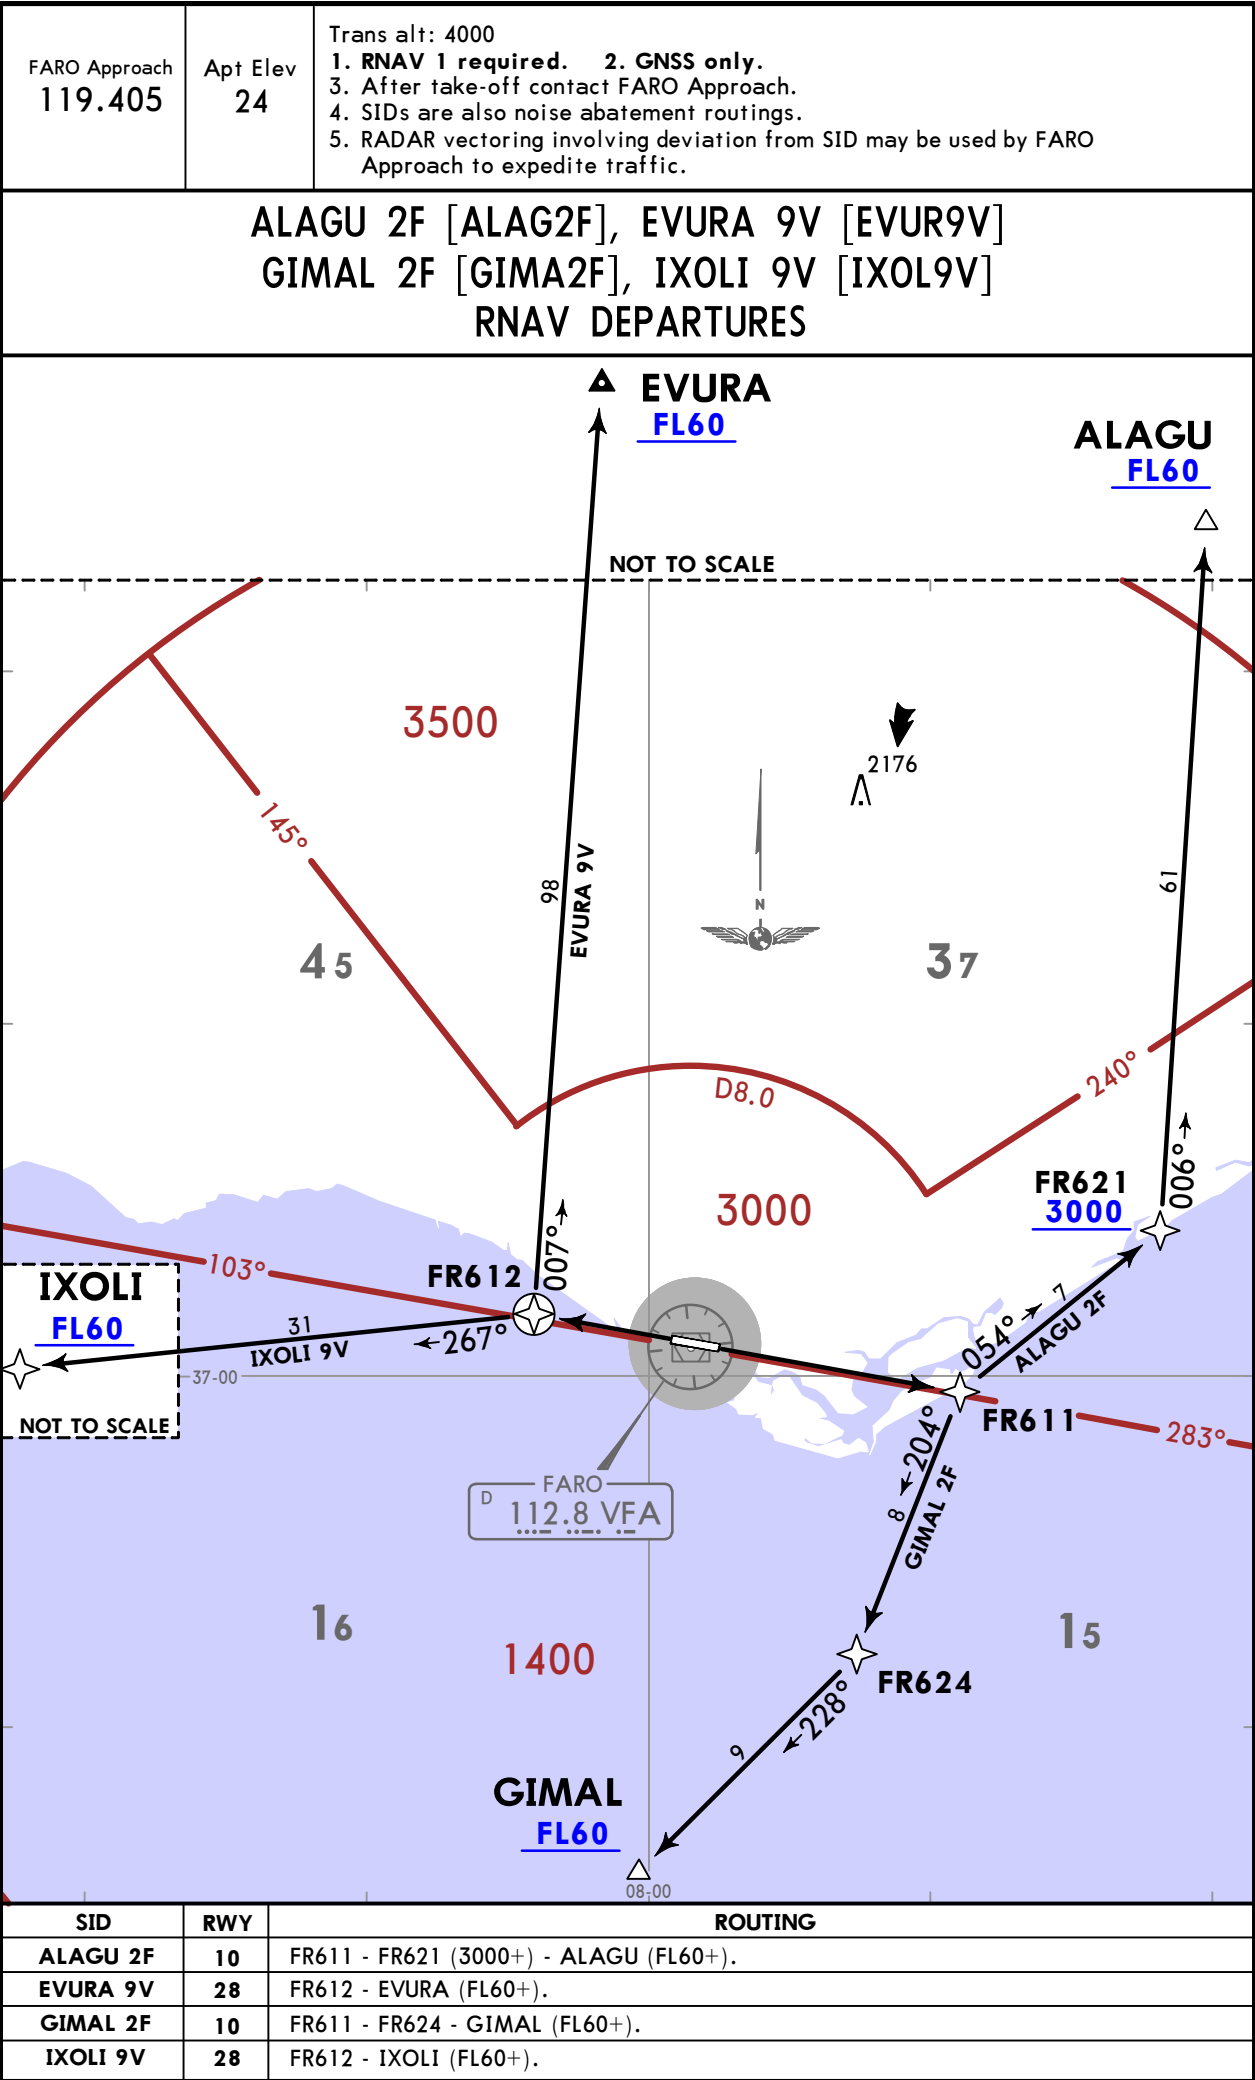 FARO Approach
119.405
Apt Elev
24
Trans alt: 4000
1. RNAV 1 required. 2. GNSS only.
3. After take-off contact FARO Approach.
4. SIDs are also noise abatement routings.
5. RADAR vectoring involving deviation from SID may be used by FARO
Approach to expedite traffic.
ALAGU 2F [ALAG2F], EVURA 9V [EVUR9V]
GIMAL 2F [GIMA2F], IXOLI 9V [IXOL9V]
RNAV DEPARTURES
EVURA
FL60
ALAGU
FL60
NOT TO SCALE
3500
2176
145°
98
EVURA 9V
61
N
45
37
D8.0
240°
006°
FR621
3000
3000
007°
103°
IXOLI
FL60
FR612
31
IXOLI 9V
267°
37-00
NOT TO SCALE
054°
7
ALAGU 2F
FR611
283°
204°
8
GIMAL 2F
FARO
D 112.8 VFA
16
1400
15
FR624
228°
9
GIMAL
FL60
08-00
SID RWY ROUTING
ALAGU 2F 10 FR611 - FR621 (3000+) - ALAGU (FL60+).
EVURA 9V 28 FR612 - EVURA (FL60+).
GIMAL 2F 10 FR611 - FR624 - GIMAL (FL60+).
IXOLI 9V 28 FR612 - IXOLI (FL60+).